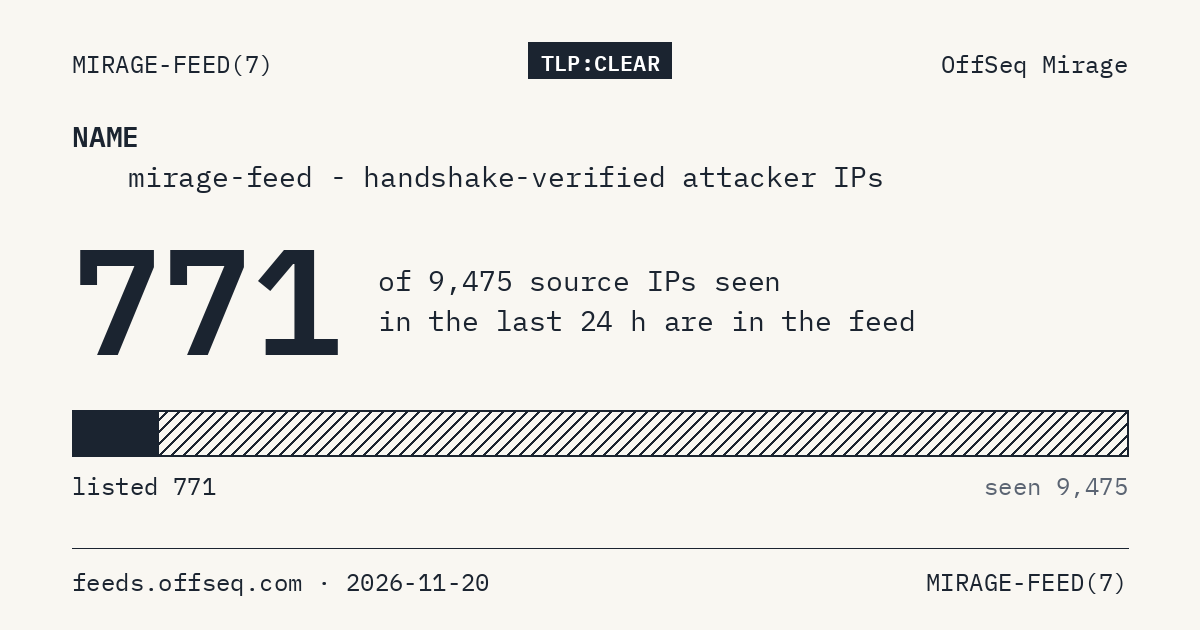 MIRAGE-FEED(7) TLP:CLEAR OffSeq Mirage
NAME
mirage-feed - handshake-verified attacker IPs
771
of 9,475 source IPs seen
in the last 24 h are in the feed
listed 771 seen 9,475
feeds.offseq.com · 2026-11-20 MIRAGE-FEED(7)